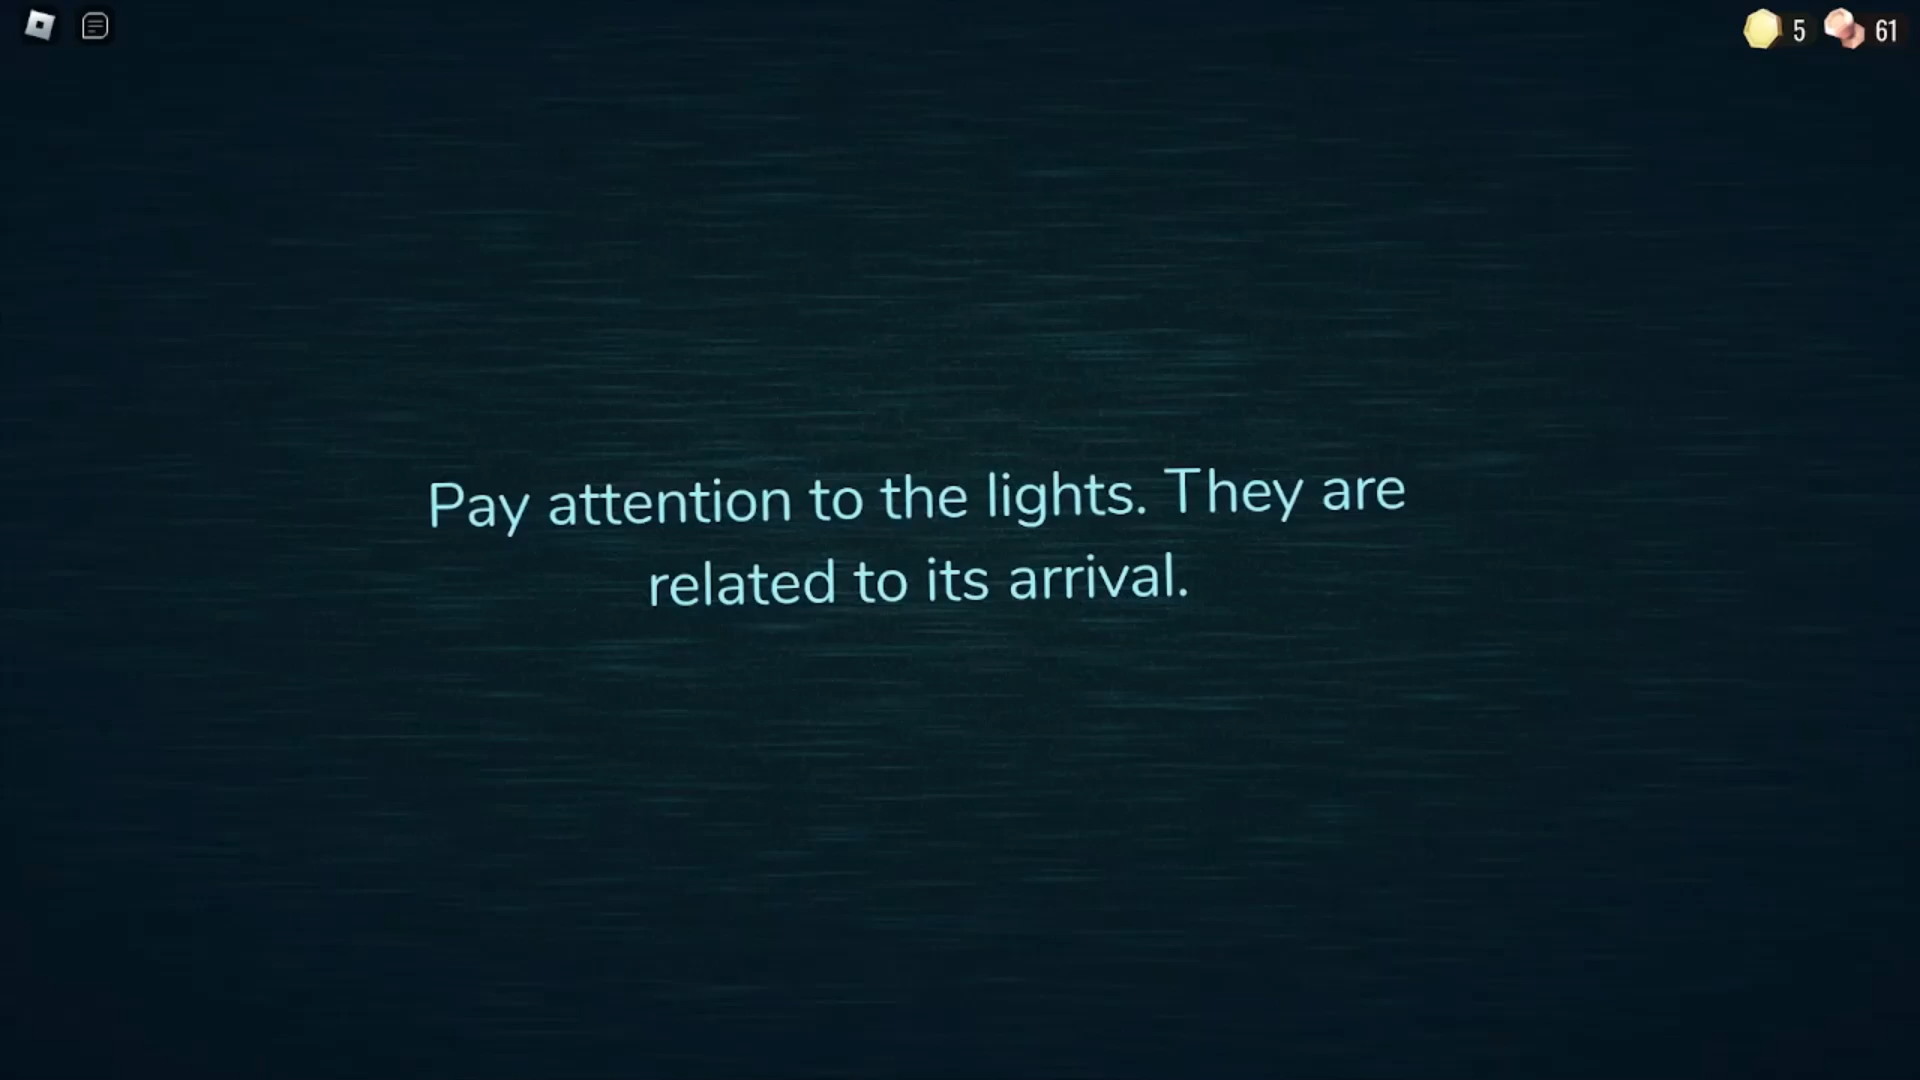 5 61
Pay attention to the lights. They are
related to its arrival.